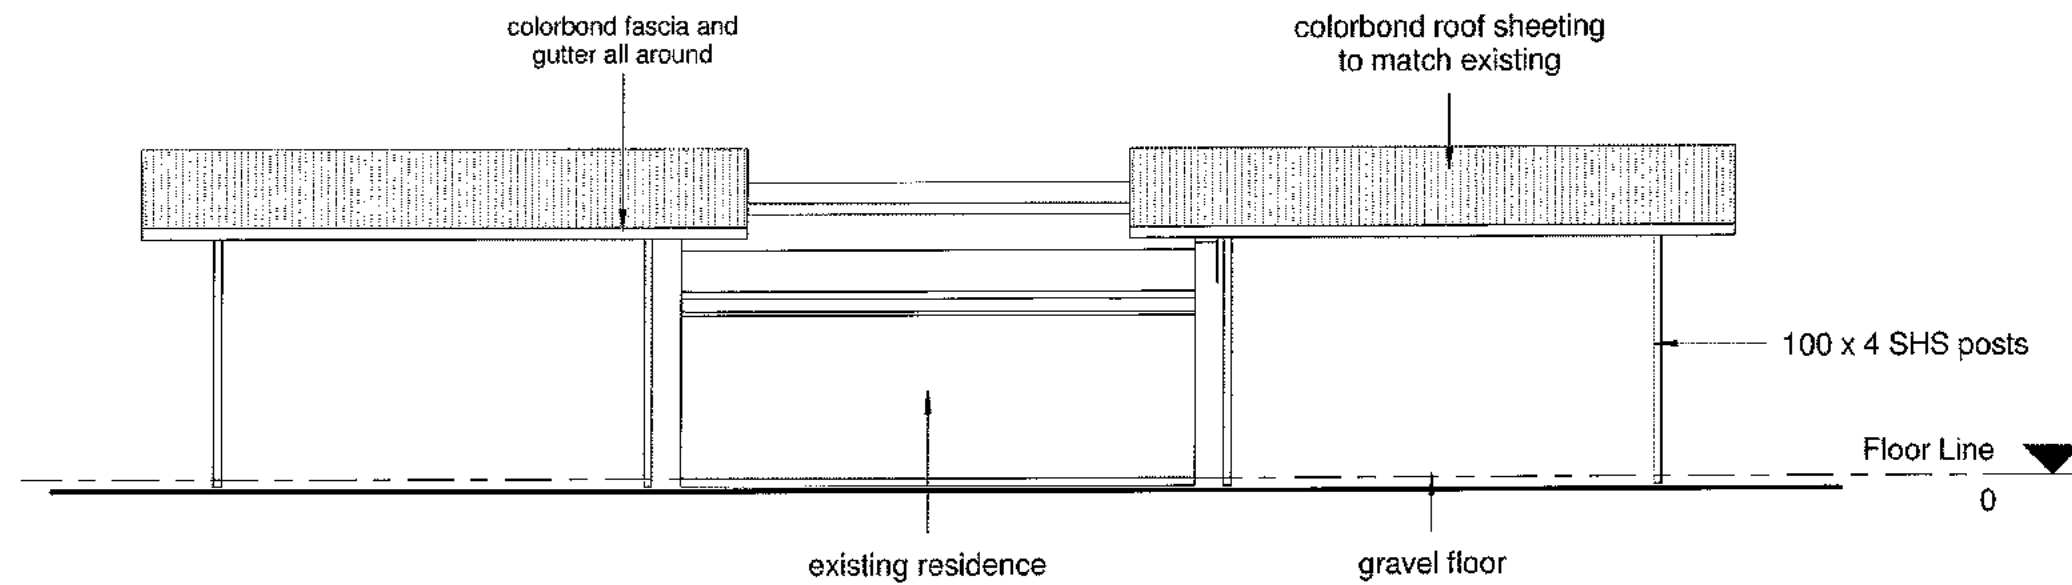 colorbond fascia and
gutter all around
colorbond roof sheeting
to match existing
100 x 4 SHS posts
Floor Line
0
existing residence
gravel floor